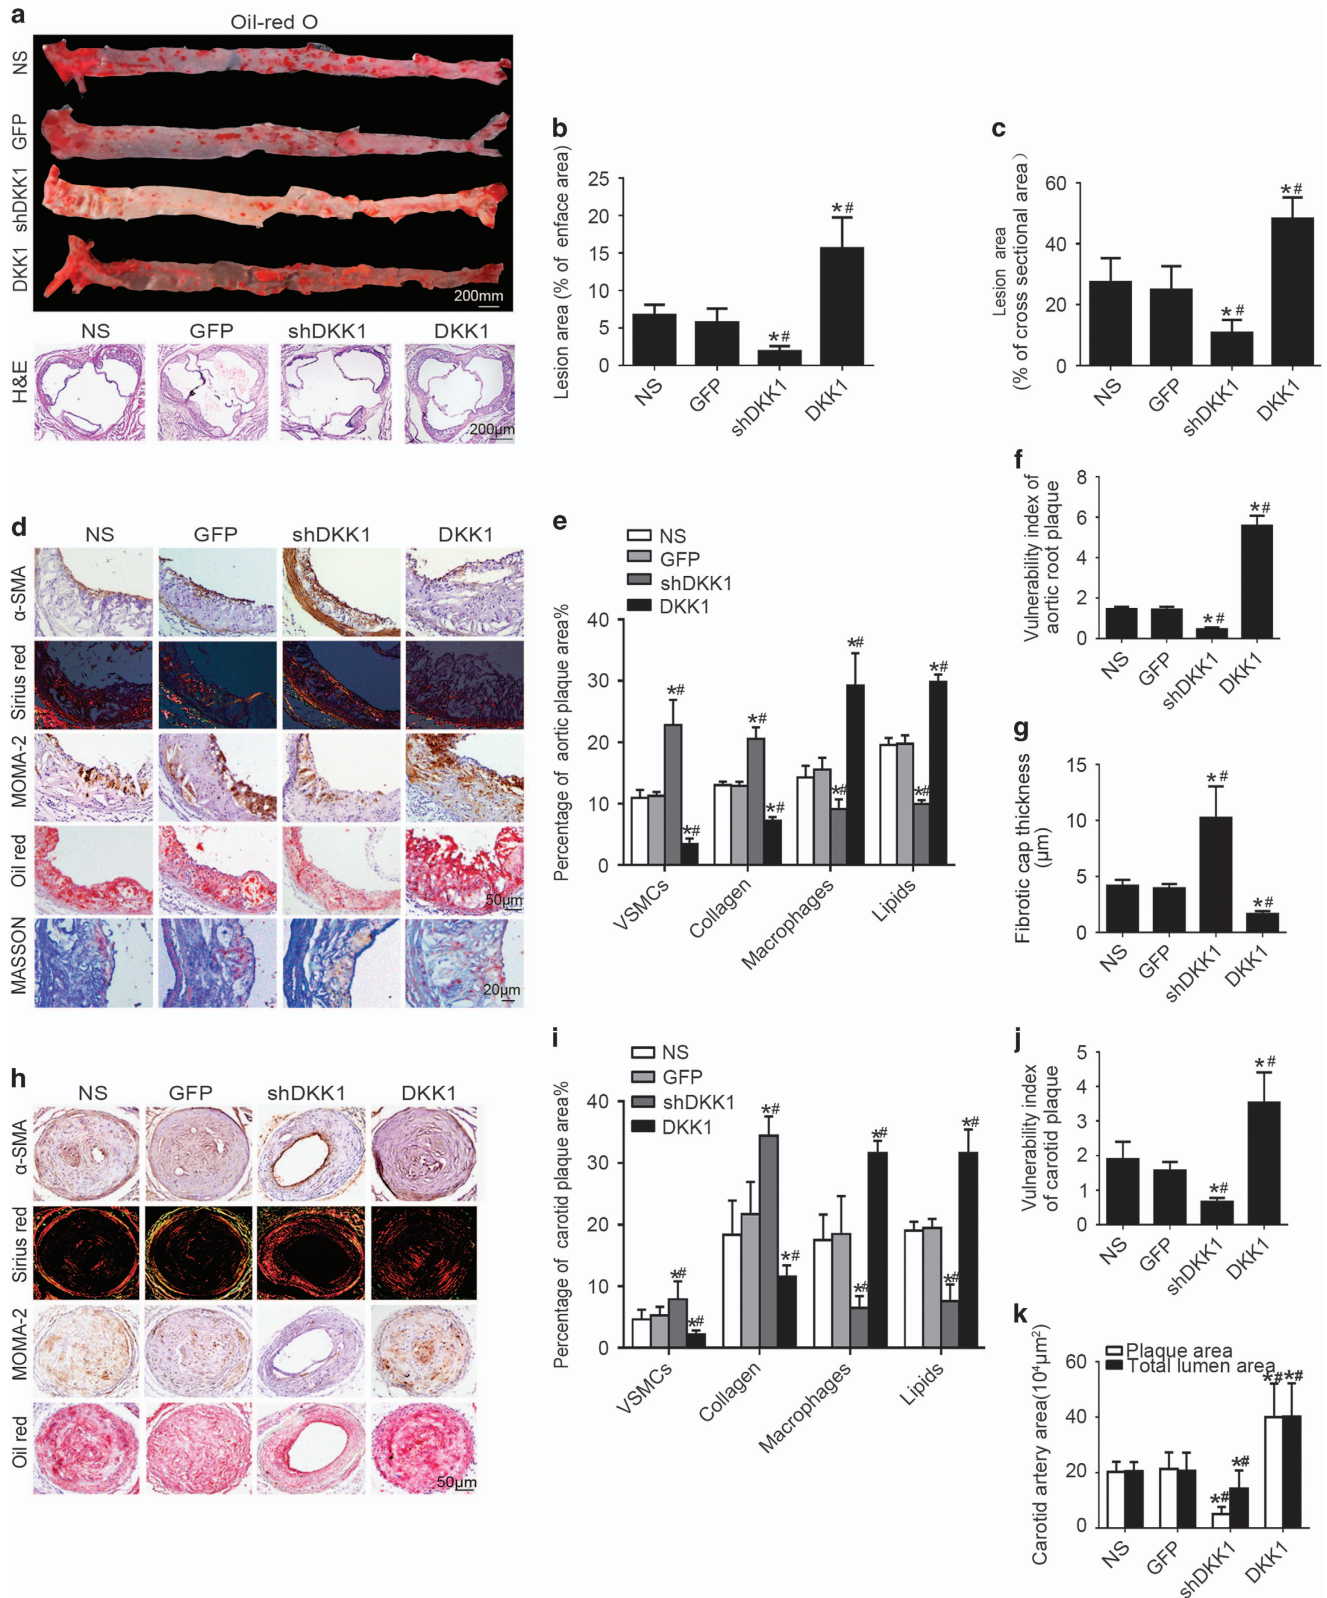 a
Oil-red O
NS
GFP
shDKK1
DKK1
200mm
NS GFP shDKK1 DKK1
H&E
200μm
b
Lesion area (% of enface area)
25
20
15
10
5
0
*#
*#
NS GFP shDKK1 DKK1
c
Lesion area
(% of cross sectional area)
60
40
20
0
*#
*#
NS GFP shDKK1 DKK1
d
NS GFP shDKK1 DKK1
α-SMA
Sirius red
MOMA-2
Oil red
50μm
MASSON
20μm
e
NS
GFP
shDKK1
DKK1
Percentage of aortic plaque area%
40
30
20
10
0
*# *# *# *# *# *# *# *#
VSMCs Collagen Macrophages Lipids
f
Vulnerability index of
aortic root plaque
8
6
4
2
0
*#
*#
NS GFP shDKK1 DKK1
g
Fibrotic cap thickness
(μm)
15
10
5
0
*#
*#
NS GFP shDKK1 DKK1
h
NS GFP shDKK1 DKK1
α-SMA
Sirius red
MOMA-2
Oil red
50μm
i
NS
GFP
shDKK1
DKK1
Percentage of carotid plaque area%
40
30
20
10
0
*# *# *# *# *# *# *# *#
VSMCs Collagen Macrophages Lipids
j
Vulnerability index
of carotid plaque
5
4
3
2
1
0
*#
*#
NS GFP shDKK1 DKK1
k
Carotid artery area(10⁴μm²)
Plaque area
Total lumen area
60
40
20
0
*# *# *# *#
NS GFP shDKK1 DKK1